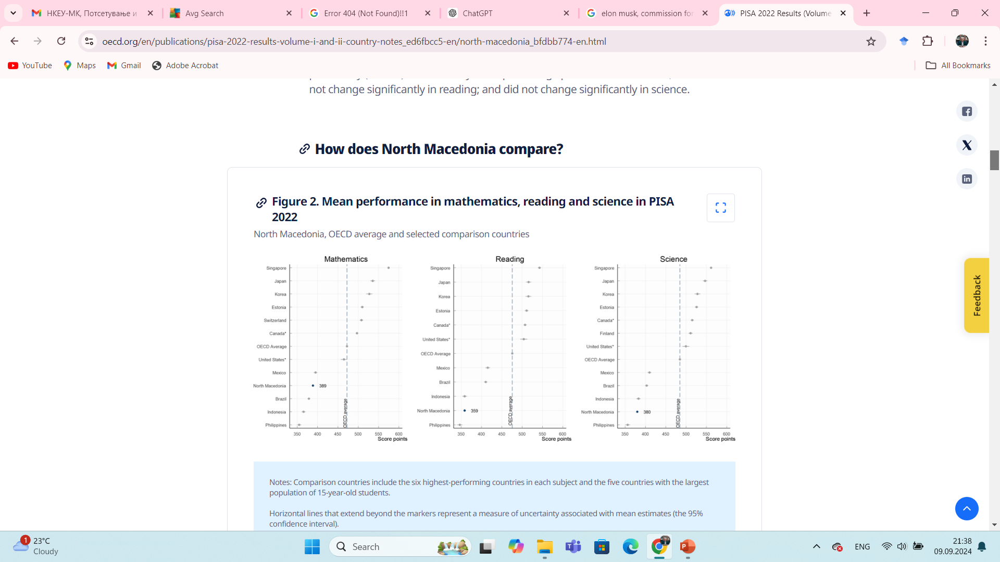 НКЕУ-МК, Потсетување и
Avg Search
Error 404 (Not Found)!!1
ChatGPT
elon musk, commission for
PISA 2022 Results (Volume
oecd.org/en/publications/pisa-2022-results-volume-i-and-ii-country-notes_ed6fbcc5-en/north-macedonia_bfdbb774-en.html
YouTube
Maps
Gmail
Adobe Acrobat
All Bookmarks
not change significantly in reading; and did not change significantly in science.
How does North Macedonia compare?
Figure 2. Mean performance in mathematics, reading and science in PISA
2022
North Macedonia, OECD average and selected comparison countries
Mathematics
Singapore
Japan
Korea
Estonia
Switzerland
Canada*
OECD Average
United States*
Mexico
North Macedonia 389
Brazil
Indonesia
Philippines
OECD average
350 400 450 500 550 600
Score points
Reading
Singapore
Japan
Korea
Estonia
Canada*
United States*
OECD Average
Mexico
Brazil
Indonesia
North Macedonia 359
Philippines
OECD average
350 400 450 500 550 600
Score points
Science
Singapore
Japan
Korea
Estonia
Canada*
Finland
United States*
OECD Average
Mexico
Brazil
Indonesia
North Macedonia 380
Philippines
OECD average
350 400 450 500 550 600
Score points
Notes: Comparison countries include the six highest-performing countries in each subject and the five countries with the largest
population of 15-year-old students.
Horizontal lines that extend beyond the markers represent a measure of uncertainty associated with mean estimates (the 95%
confidence interval).
Feedback
1
23°C
Cloudy
Search
ENG
21:38
09.09.2024